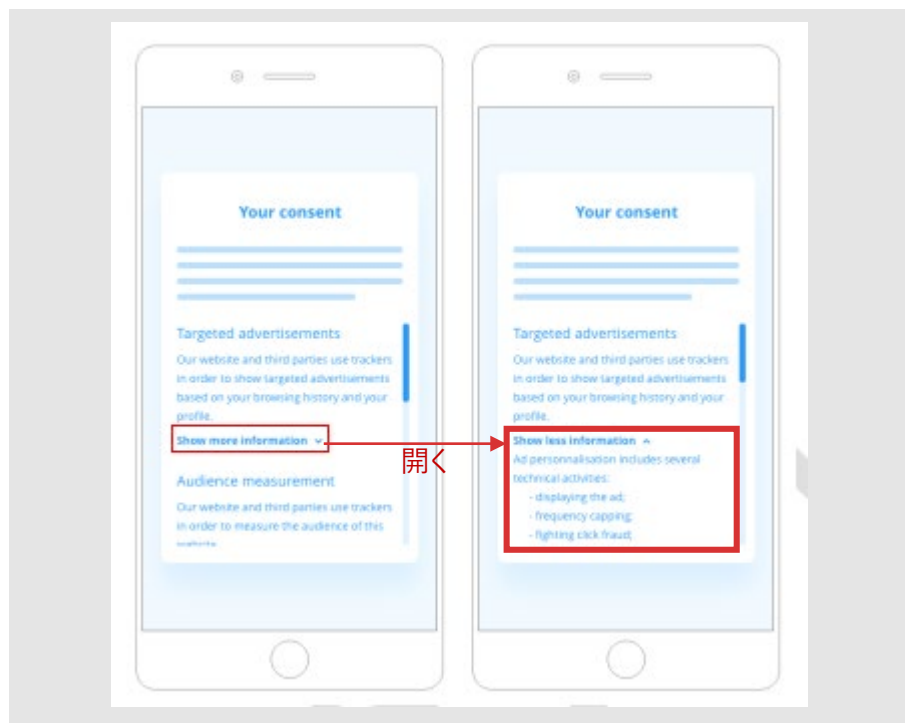 Your consent
Targeted advertisements
Our website and third parties use trackers
in order to show targeted advertisements
based on your browsing history and your
profile.
Show more information
Audience measurement
Our website and third parties use trackers
in order to measure the audience of this
website
開く
Your consent
Targeted advertisements
Our website and third parties use trackers
in order to show targeted advertisements
based on your browsing history and your
profile.
Show less information
Ad personnalisation includes several
technical activities:
- displaying the ad;
- frequency capping;
- fighting click fraud;